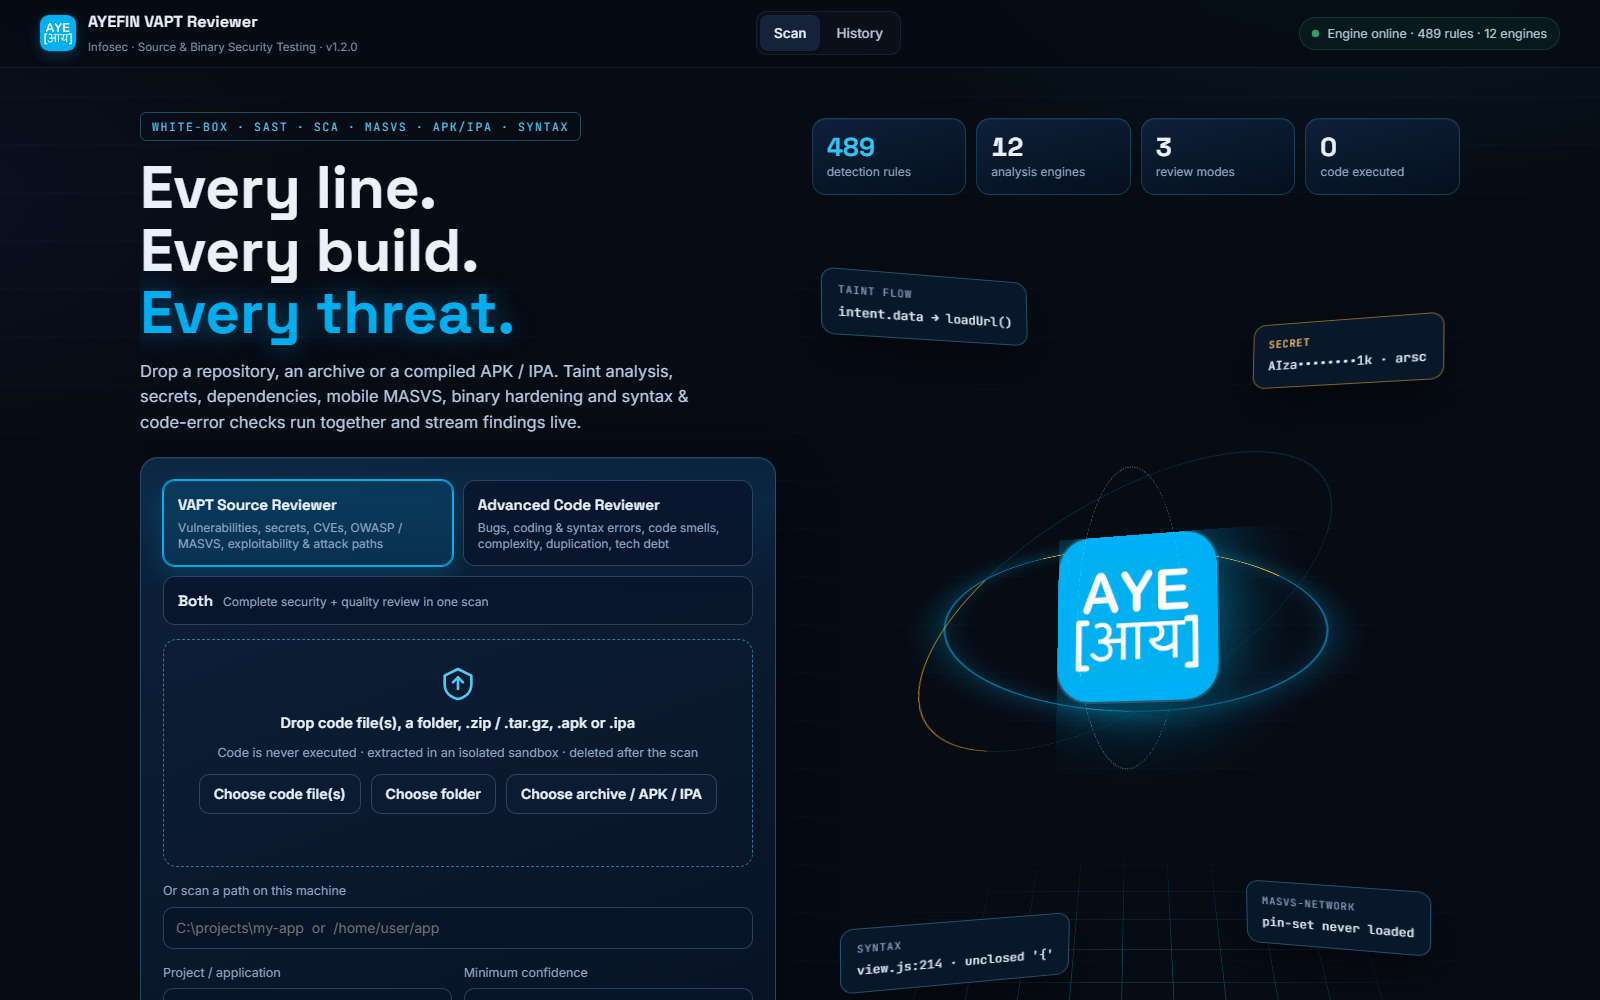 AYE
[आय]
AYEFIN VAPT Reviewer
Infosec · Source & Binary Security Testing · v1.2.0
Scan
History
Engine online · 489 rules · 12 engines
WHITE-BOX · SAST · SCA · MASVS · APK/IPA · SYNTAX
Every line.
Every build.
Every threat.
Drop a repository, an archive or a compiled APK / IPA. Taint analysis,
secrets, dependencies, mobile MASVS, binary hardening and syntax &
code-error checks run together and stream findings live.
489
detection rules
12
analysis engines
3
review modes
0
code executed
TAINT FLOW
intent.data → loadUrl()
SECRET
AIza••••••••1k · arsc
AYE
[आय]
VAPT Source Reviewer
Vulnerabilities, secrets, CVEs, OWASP /
MASVS, exploitability & attack paths
Advanced Code Reviewer
Bugs, coding & syntax errors, code smells,
complexity, duplication, tech debt
Both Complete security + quality review in one scan
Drop code file(s), a folder, .zip / .tar.gz, .apk or .ipa
Code is never executed · extracted in an isolated sandbox · deleted after the scan
Choose code file(s)
Choose folder
Choose archive / APK / IPA
Or scan a path on this machine
C:\projects\my-app or /home/user/app
Project / application
Minimum confidence
SYNTAX
view.js:214 · unclosed '{'
MASVS-NETWORK
pin-set never loaded